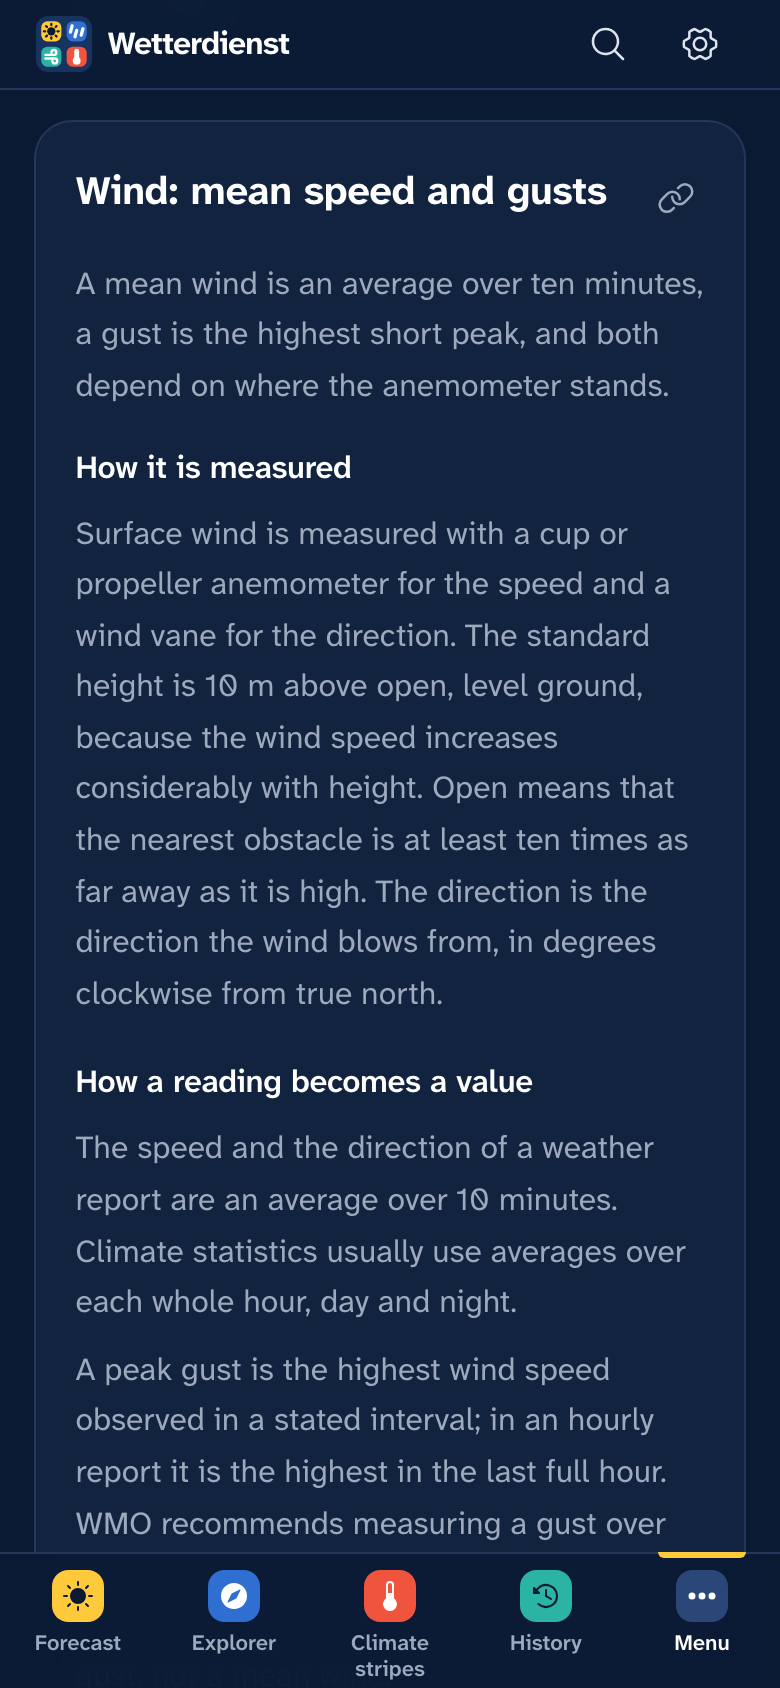 Wetterdienst
Wind: mean speed and gusts
A mean wind is an average over ten minutes,
a gust is the highest short peak, and both
depend on where the anemometer stands.
How it is measured
Surface wind is measured with a cup or
propeller anemometer for the speed and a
wind vane for the direction. The standard
height is 10 m above open, level ground,
because the wind speed increases
considerably with height. Open means that
the nearest obstacle is at least ten times as
far away as it is high. The direction is the
direction the wind blows from, in degrees
clockwise from true north.
How a reading becomes a value
The speed and the direction of a weather
report are an average over 10 minutes.
Climate statistics usually use averages over
each whole hour, day and night.
A peak gust is the highest wind speed
observed in a stated interval; in an hourly
report it is the highest in the last full hour.
WMO recommends measuring a gust over
Forecast
Explorer
Climate
stripes
History
Menu